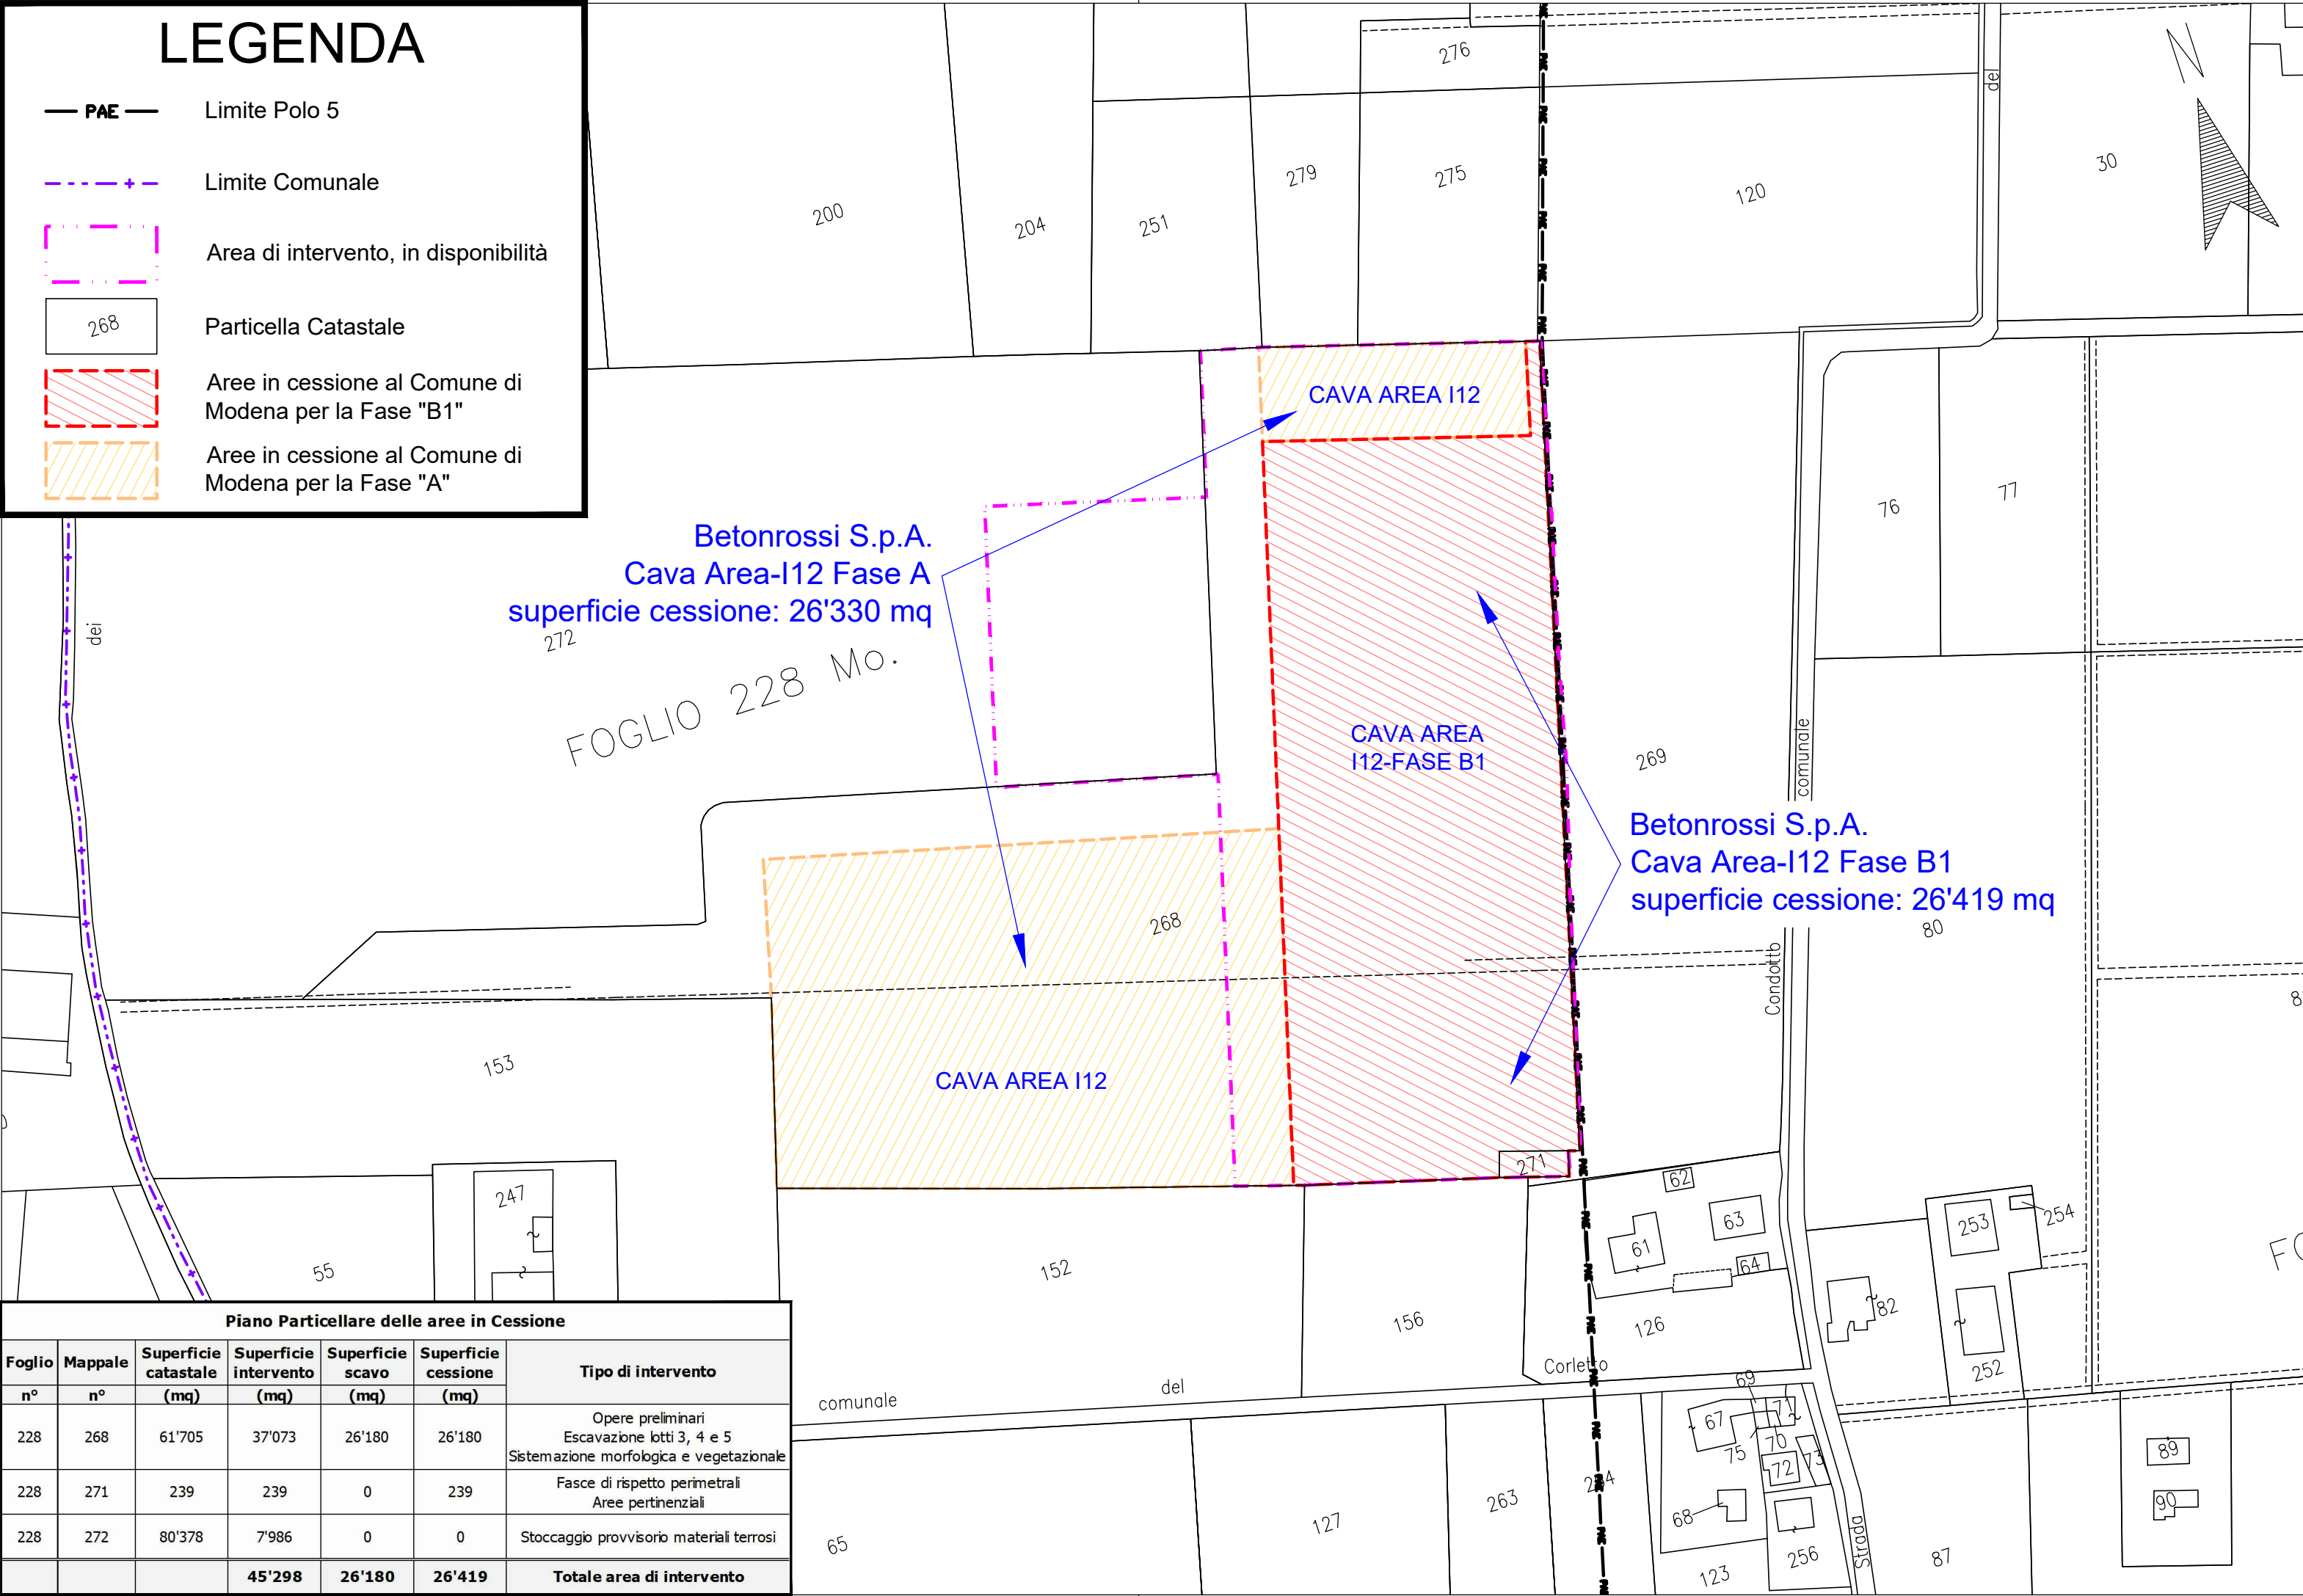 LEGENDA
PAE
Limite Polo 5
Limite Comunale
Area di intervento, in disponibilità
268
Particella Catastale
Aree in cessione al Comune di
Modena per la Fase "B1"
Aree in cessione al Comune di
Modena per la Fase "A"
N
276
dei
30
279
275
120
200
204
251
CAVA AREA I12
76
77
Betonrossi S.p.A.
Cava Area-I12 Fase A
superficie cessione: 26'330 mq
dei
272
FOGLIO 228 Mo.
CAVA AREA
I12-FASE B1
269
comunale
Betonrossi S.p.A.
Cava Area-I12 Fase B1
superficie cessione: 26'419 mq
268
80
Condotto
153
CAVA AREA I12
271
62
247
63
61
64
253
254
55
152
156
126
82
252
Corletto
comunale
del
69
67
71
70
75
72
73
68
263
127
65
256
123
Strada
87
89
90
Piano Particellare delle aree in Cessione
Foglio Mappale Superficie catastale Superficie intervento Superficie scavo Superficie cessione Tipo di intervento
n° n° (mq) (mq) (mq) (mq)
228 268 61'705 37'073 26'180 26'180 Opere preliminari
Escavazione lotti 3, 4 e 5
Sistemazione morfologica e vegetazionale
228 271 239 239 0 239 Fasce di rispetto perimetrali
Aree pertinenziali
228 272 80'378 7'986 0 0 Stoccaggio provvisorio materiali terrosi
45'298 26'180 26'419 Totale area di intervento